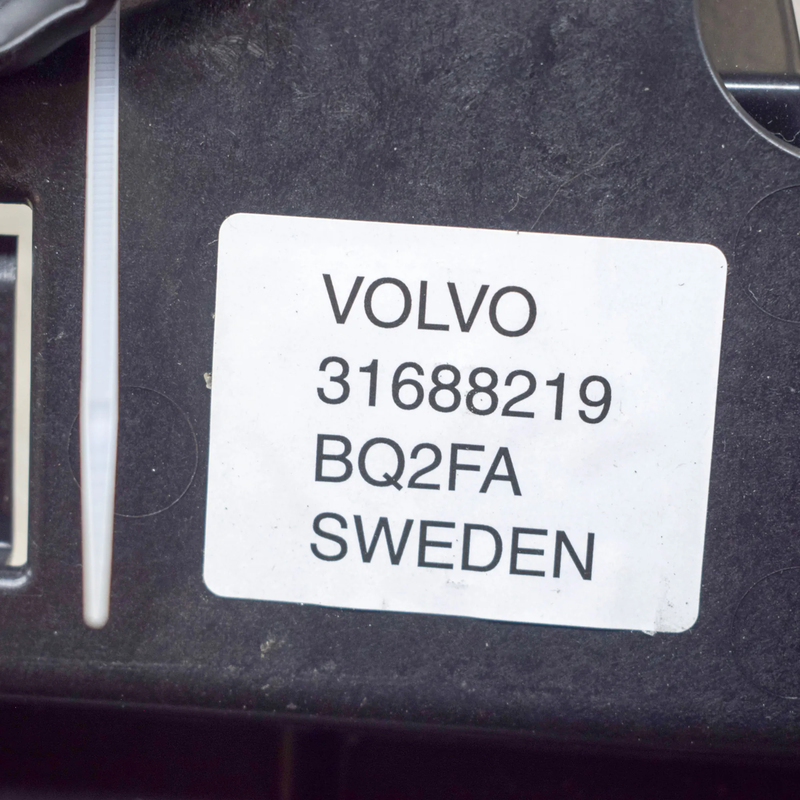 VOLVO
31688219
BQ2FA
SWEDEN